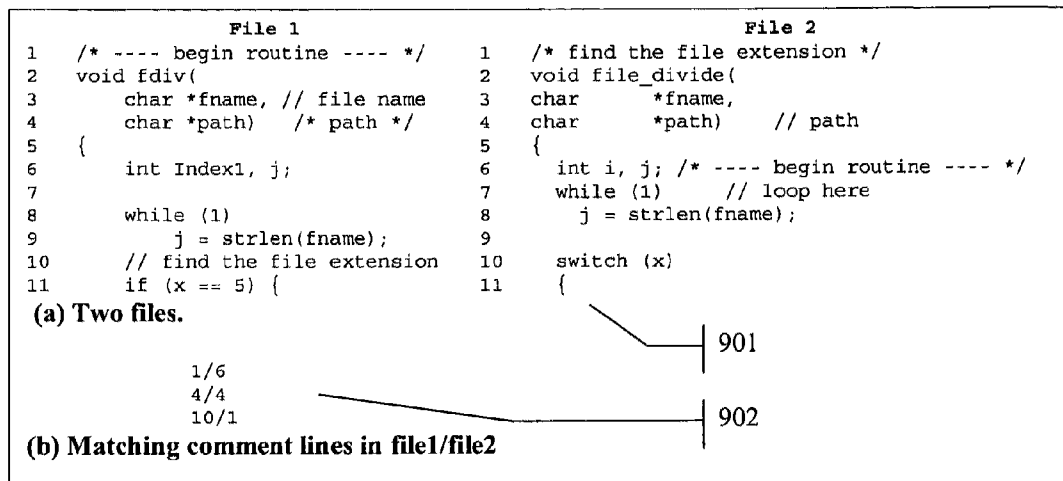 File 1
1 /* ---- begin routine ---- */
2 void fdiv(
3 char *fname, // file name
4 char *path) /* path */
5 {
6 int Index1, j;
7
8 while (1)
9 j = strlen(fname);
10 // find the file extension
11 if (x == 5) {
File 2
1 /* find the file extension */
2 void file_divide(
3 char *fname,
4 char *path) // path
5 {
6 int i, j; /* ---- begin routine ---- */
7 while (1) // loop here
8 j = strlen(fname);
9
10 switch (x)
11 {
(a) Two files.
901
1/6
4/4
10/1
902
(b) Matching comment lines in file1/file2